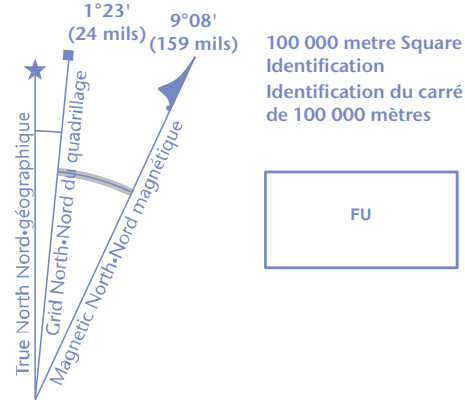 1°23'
(24 mils)
9°08'
(159 mils)
True North Nord•géographique
Grid North•Nord du quadrillage
Magnetic North•Nord magnétique
100 000 metre Square
Identification
Identification du carré
de 100 000 mètres
FU